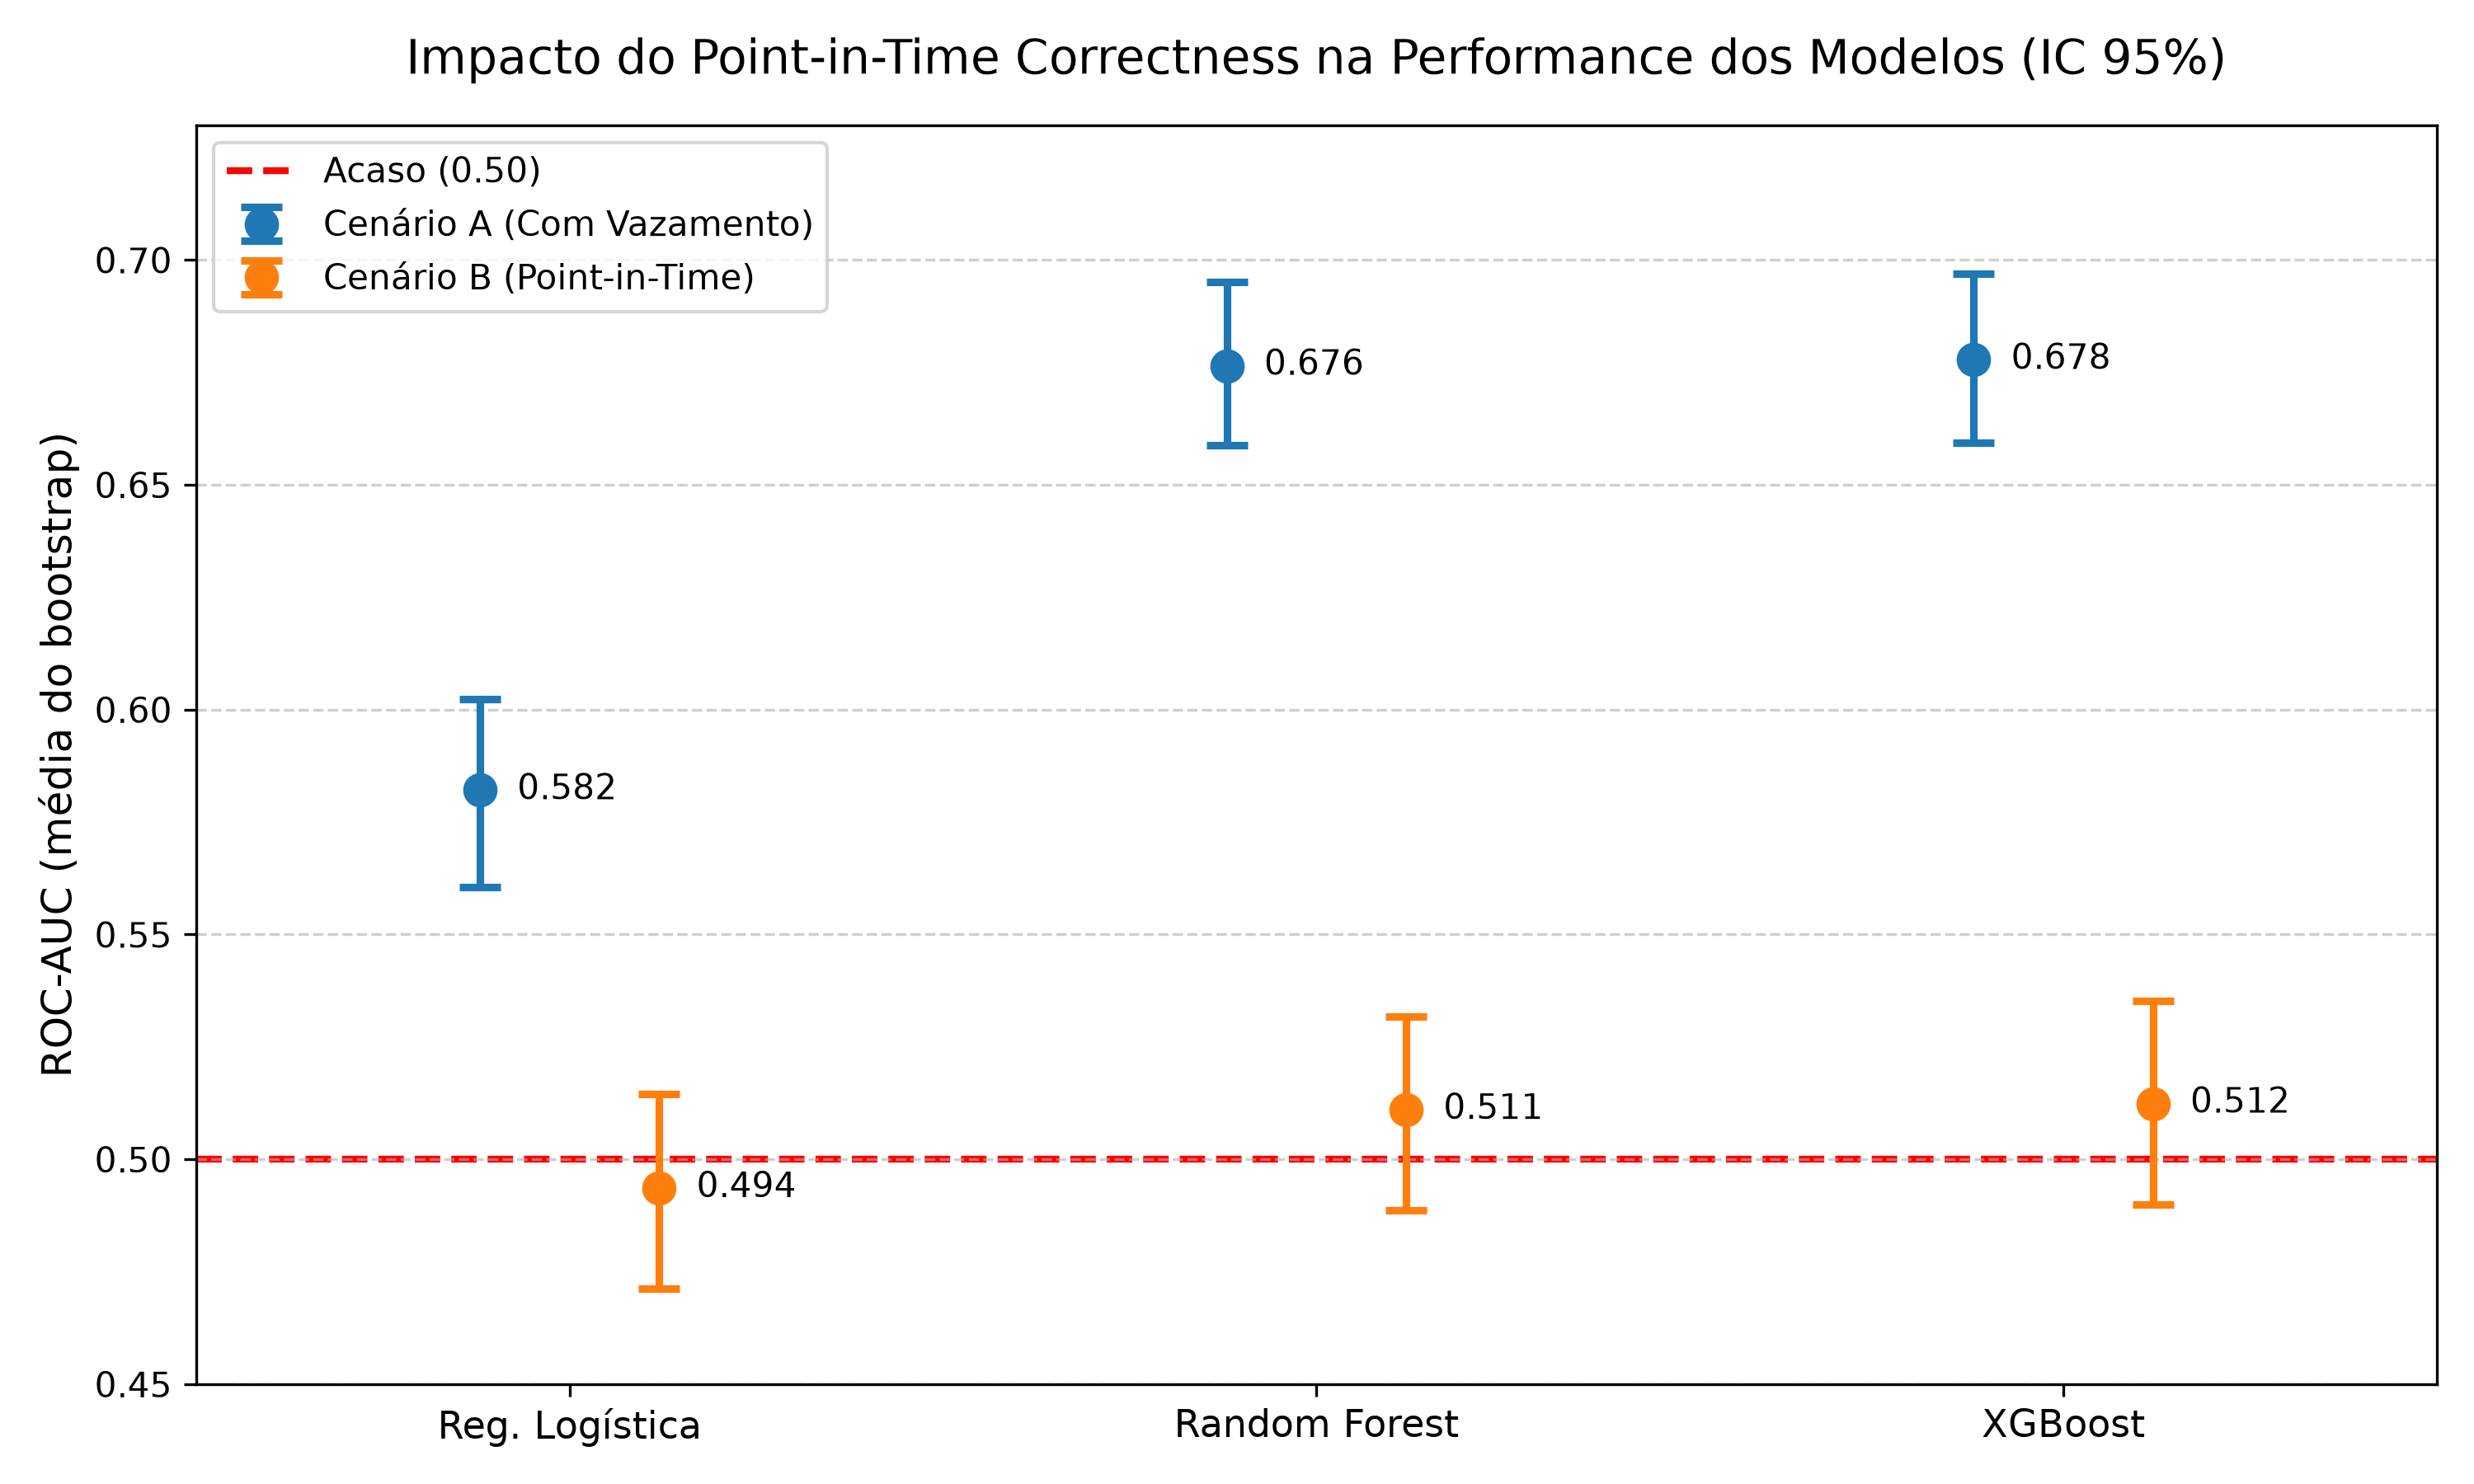 Impacto do Point-in-Time Correctness na Performance dos Modelos (IC 95%)
Acaso (0.50)
Cenário A (Com Vazamento)
Cenário B (Point-in-Time)
ROC-AUC (média do bootstrap)
0.70
0.65
0.60
0.55
0.50
0.45
0.582
0.494
0.676
0.511
0.678
0.512
Reg. Logística
Random Forest
XGBoost